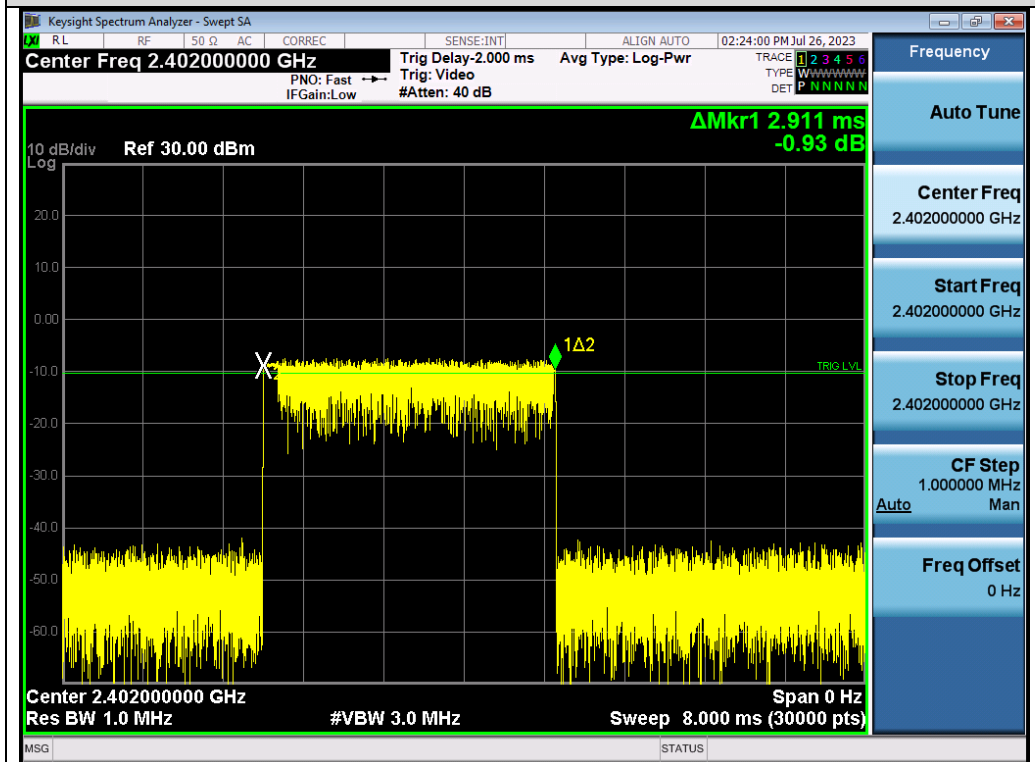 Keysight Spectrum Analyzer - Swept SA
LXI RL RF 50 Ω AC CORREC SENSE:INT ALIGN AUTO 02:24:00 PM Jul 26, 2023
Center Freq 2.402000000 GHz
PNO: Fast
IFGain:Low
Trig Delay-2.000 ms
Trig: Video
#Atten: 40 dB
Avg Type: Log-Pwr
TRACE 1 2 3 4 5 6
TYPE WWWWWW
DET P N N N N N
ΔMkr1 2.911 ms
-0.93 dB
10 dB/div Ref 30.00 dBm
Log
20.0
10.0
0.00
1Δ2
-10.0
TRIG LVL
-20.0
-30.0
-40.0
-50.0
-60.0
Center 2.402000000 GHz Span 0 Hz
Res BW 1.0 MHz #VBW 3.0 MHz Sweep 8.000 ms (30000 pts)
MSG STATUS
Frequency
Auto Tune
Center Freq
2.402000000 GHz
Start Freq
2.402000000 GHz
Stop Freq
2.402000000 GHz
CF Step
1.000000 MHz
Auto Man
Freq Offset
0 Hz